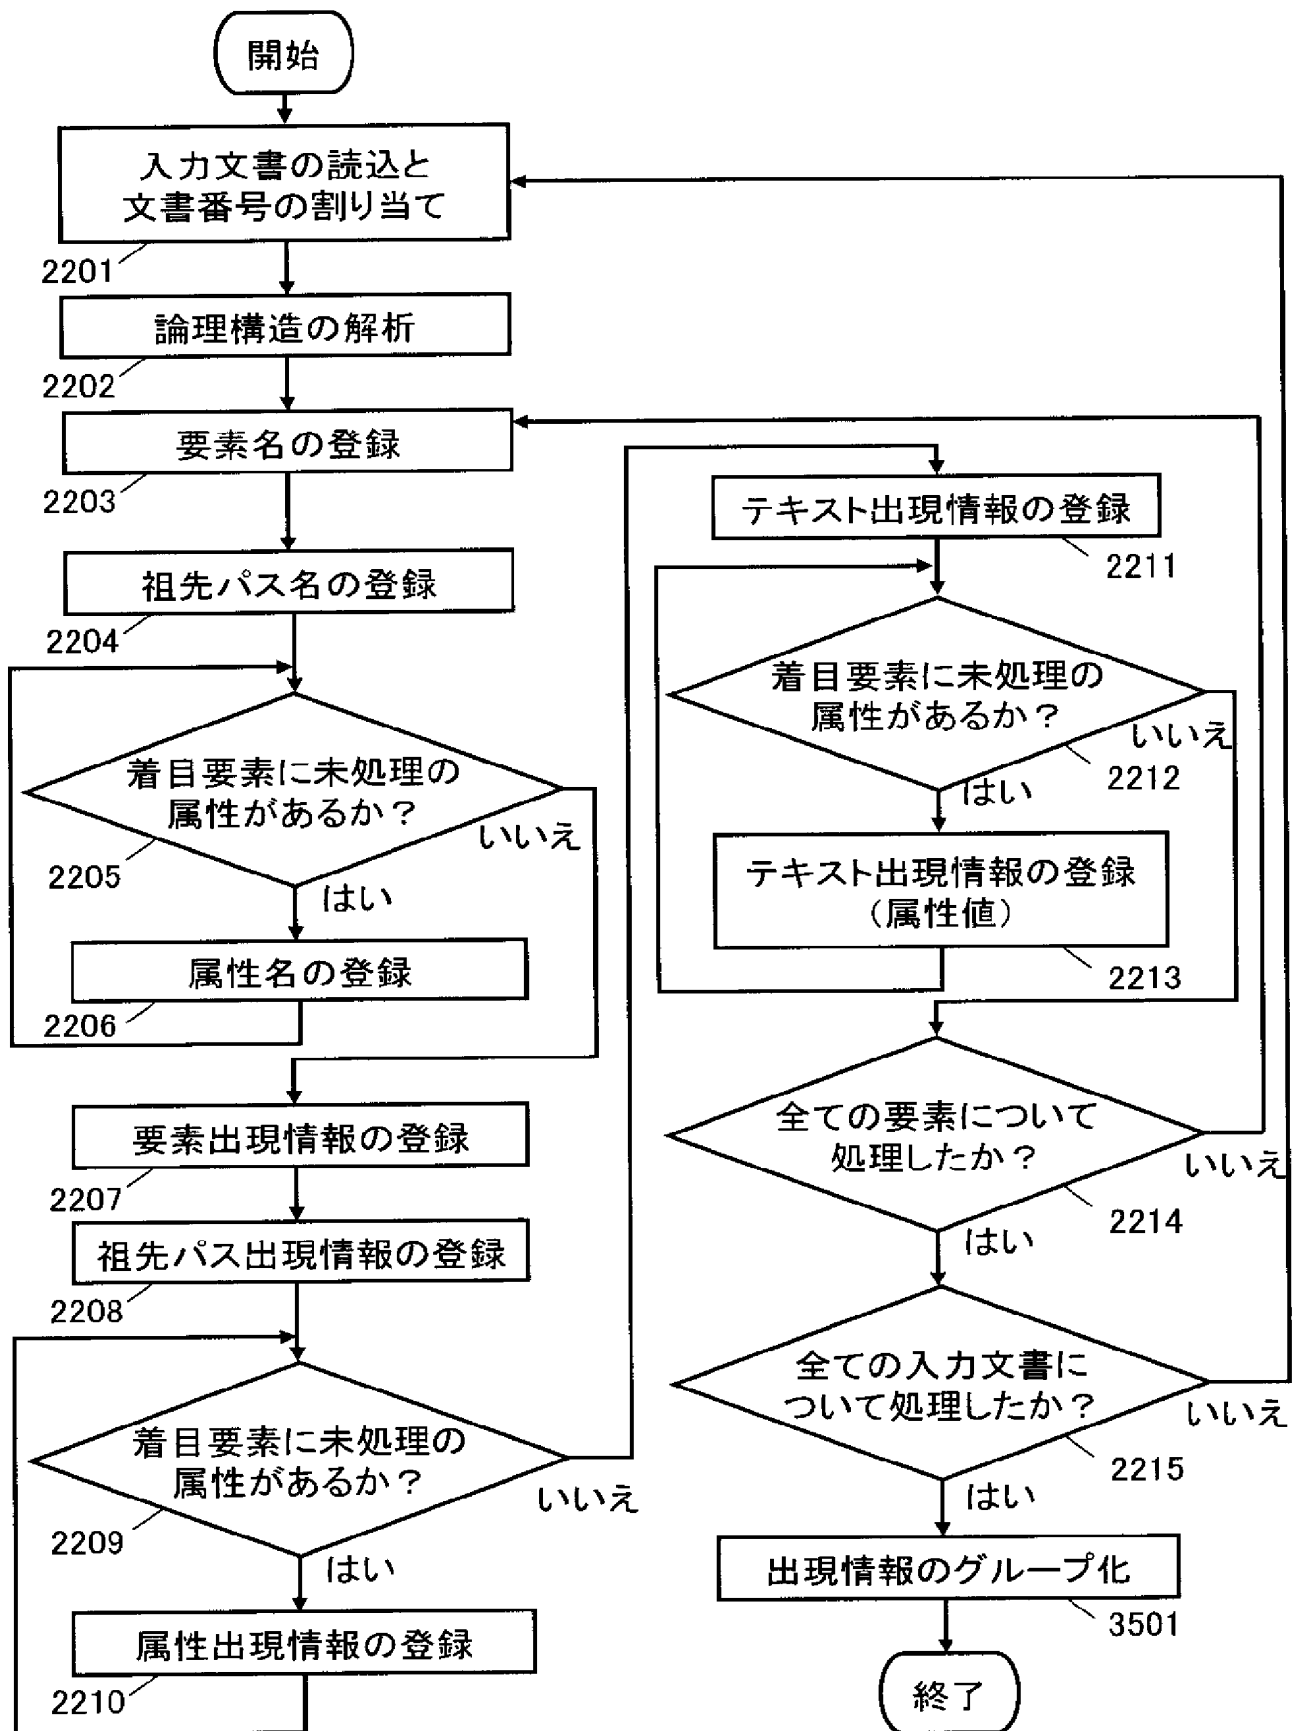 開始
入力文書の読込と
文書番号の割り当て
2201
論理構造の解析
2202
要素名の登録
2203
祖先パス名の登録
2204
着目要素に未処理の
属性があるか？
いいえ
2205
はい
属性名の登録
2206
要素出現情報の登録
2207
祖先パス出現情報の登録
2208
着目要素に未処理の
属性があるか？
いいえ
2209
はい
属性出現情報の登録
2210
テキスト出現情報の登録
2211
着目要素に未処理の
属性があるか？
いいえ
2212
はい
テキスト出現情報の登録
（属性値）
2213
全ての要素について
処理したか？
いいえ
2214
はい
全ての入力文書に
ついて処理したか？
いいえ
2215
はい
出現情報のグループ化
3501
終了